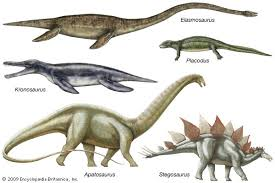 Elasmosaurus
Placodus
Kronosaurus
Apatosaurus
Stegosaurus
© 2009 Encyclopædia Britannica, Inc.